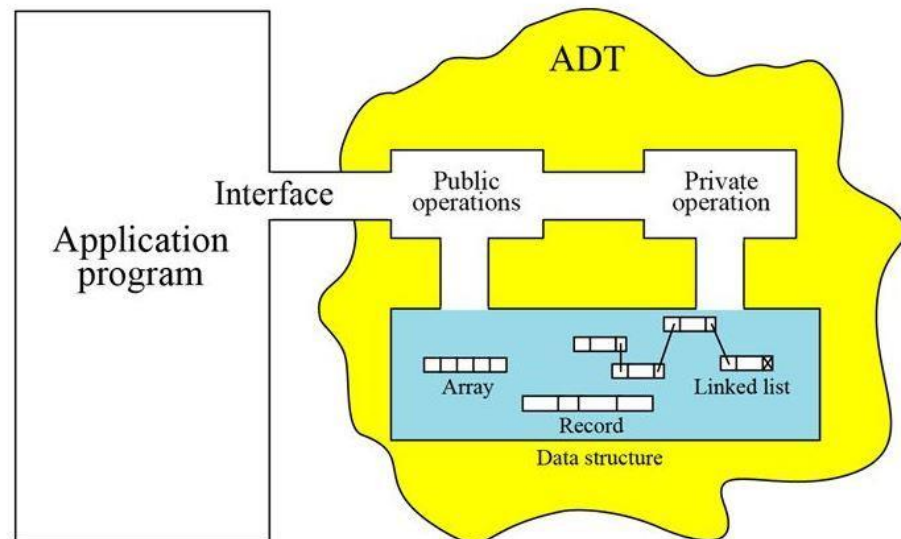 ADT
Interface
Public
operations
Private
operation
Application
program
Array
Linked list
Record
Data structure